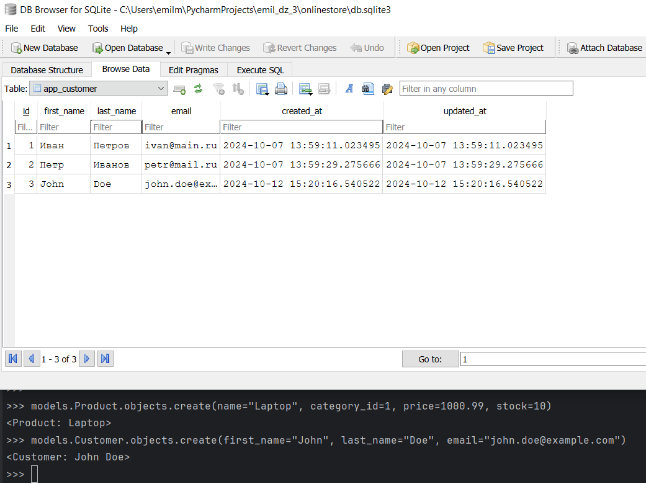 DB Browser for SQLite - C:\Users\emilm\PycharmProjects\emil_dz_3\onlinestore\db.sqlite3
File Edit View Tools Help
New Database Open Database Write Changes Revert Changes Undo Open Project Save Project Attach Database
Database Structure Browse Data Edit Pragmas Execute SQL
Table: app_customer Filter in any column
id first_name last_name email created_at updated_at
Fil... Filter Filter Filter Filter Filter
1 1 Иван Петров ivan@main.ru 2024-10-07 13:59:11.023495 2024-10-07 13:59:11.023495
2 2 Петр Иванов petr@mail.ru 2024-10-07 13:59:29.275666 2024-10-07 13:59:29.275666
3 3 John Doe john.doe@ex… 2024-10-12 15:20:16.540522 2024-10-12 15:20:16.540522
1 - 3 of 3 Go to: 1
>>>
>>> models.Product.objects.create(name="Laptop", category_id=1, price=1000.99, stock=10)
<Product: Laptop>
>>> models.Customer.objects.create(first_name="John", last_name="Doe", email="john.doe@example.com")
<Customer: John Doe>
>>>